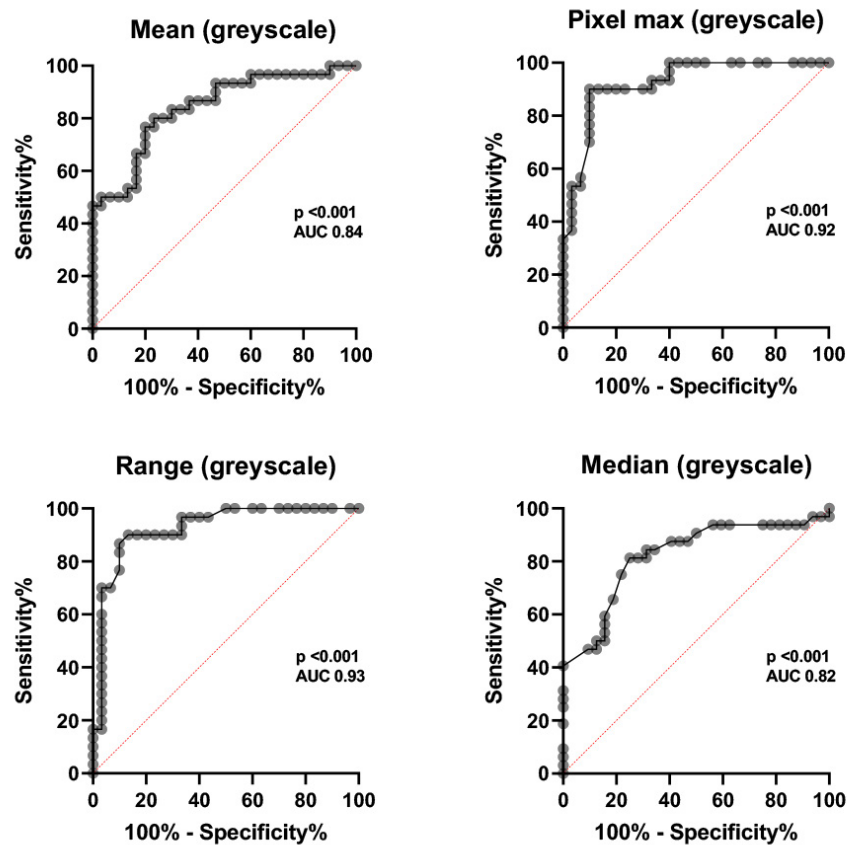 Mean (greyscale)
100
80
60
40
20
0
Sensitivity%
p <0.001
AUC 0.84
0 20 40 60 80 100
100% - Specificity%
Pixel max (greyscale)
100
80
60
40
20
0
Sensitivity%
p <0.001
AUC 0.92
0 20 40 60 80 100
100% - Specificity%
Range (greyscale)
100
80
60
40
20
0
Sensitivity%
p <0.001
AUC 0.93
0 20 40 60 80 100
100% - Specificity%
Median (greyscale)
100
80
60
40
20
0
Sensitivity%
p <0.001
AUC 0.82
0 20 40 60 80 100
100% - Specificity%